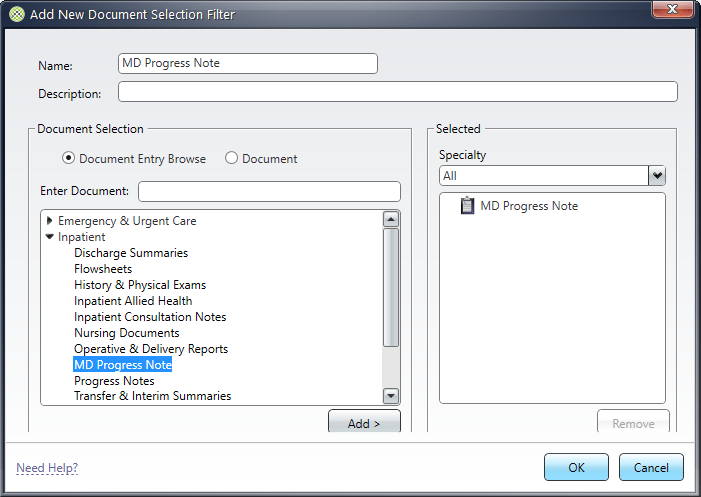 Add New Document Selection Filter
Name: MD Progress Note
Description:
Document Selection
Document Entry Browse Document
Enter Document:
Emergency & Urgent Care
Inpatient
Discharge Summaries
Flowsheets
History & Physical Exams
Inpatient Allied Health
Inpatient Consultation Notes
Nursing Documents
Operative & Delivery Reports
MD Progress Note
Progress Notes
Transfer & Interim Summaries
Add >
Selected
Specialty
All
MD Progress Note
Remove
Need Help?
OK Cancel